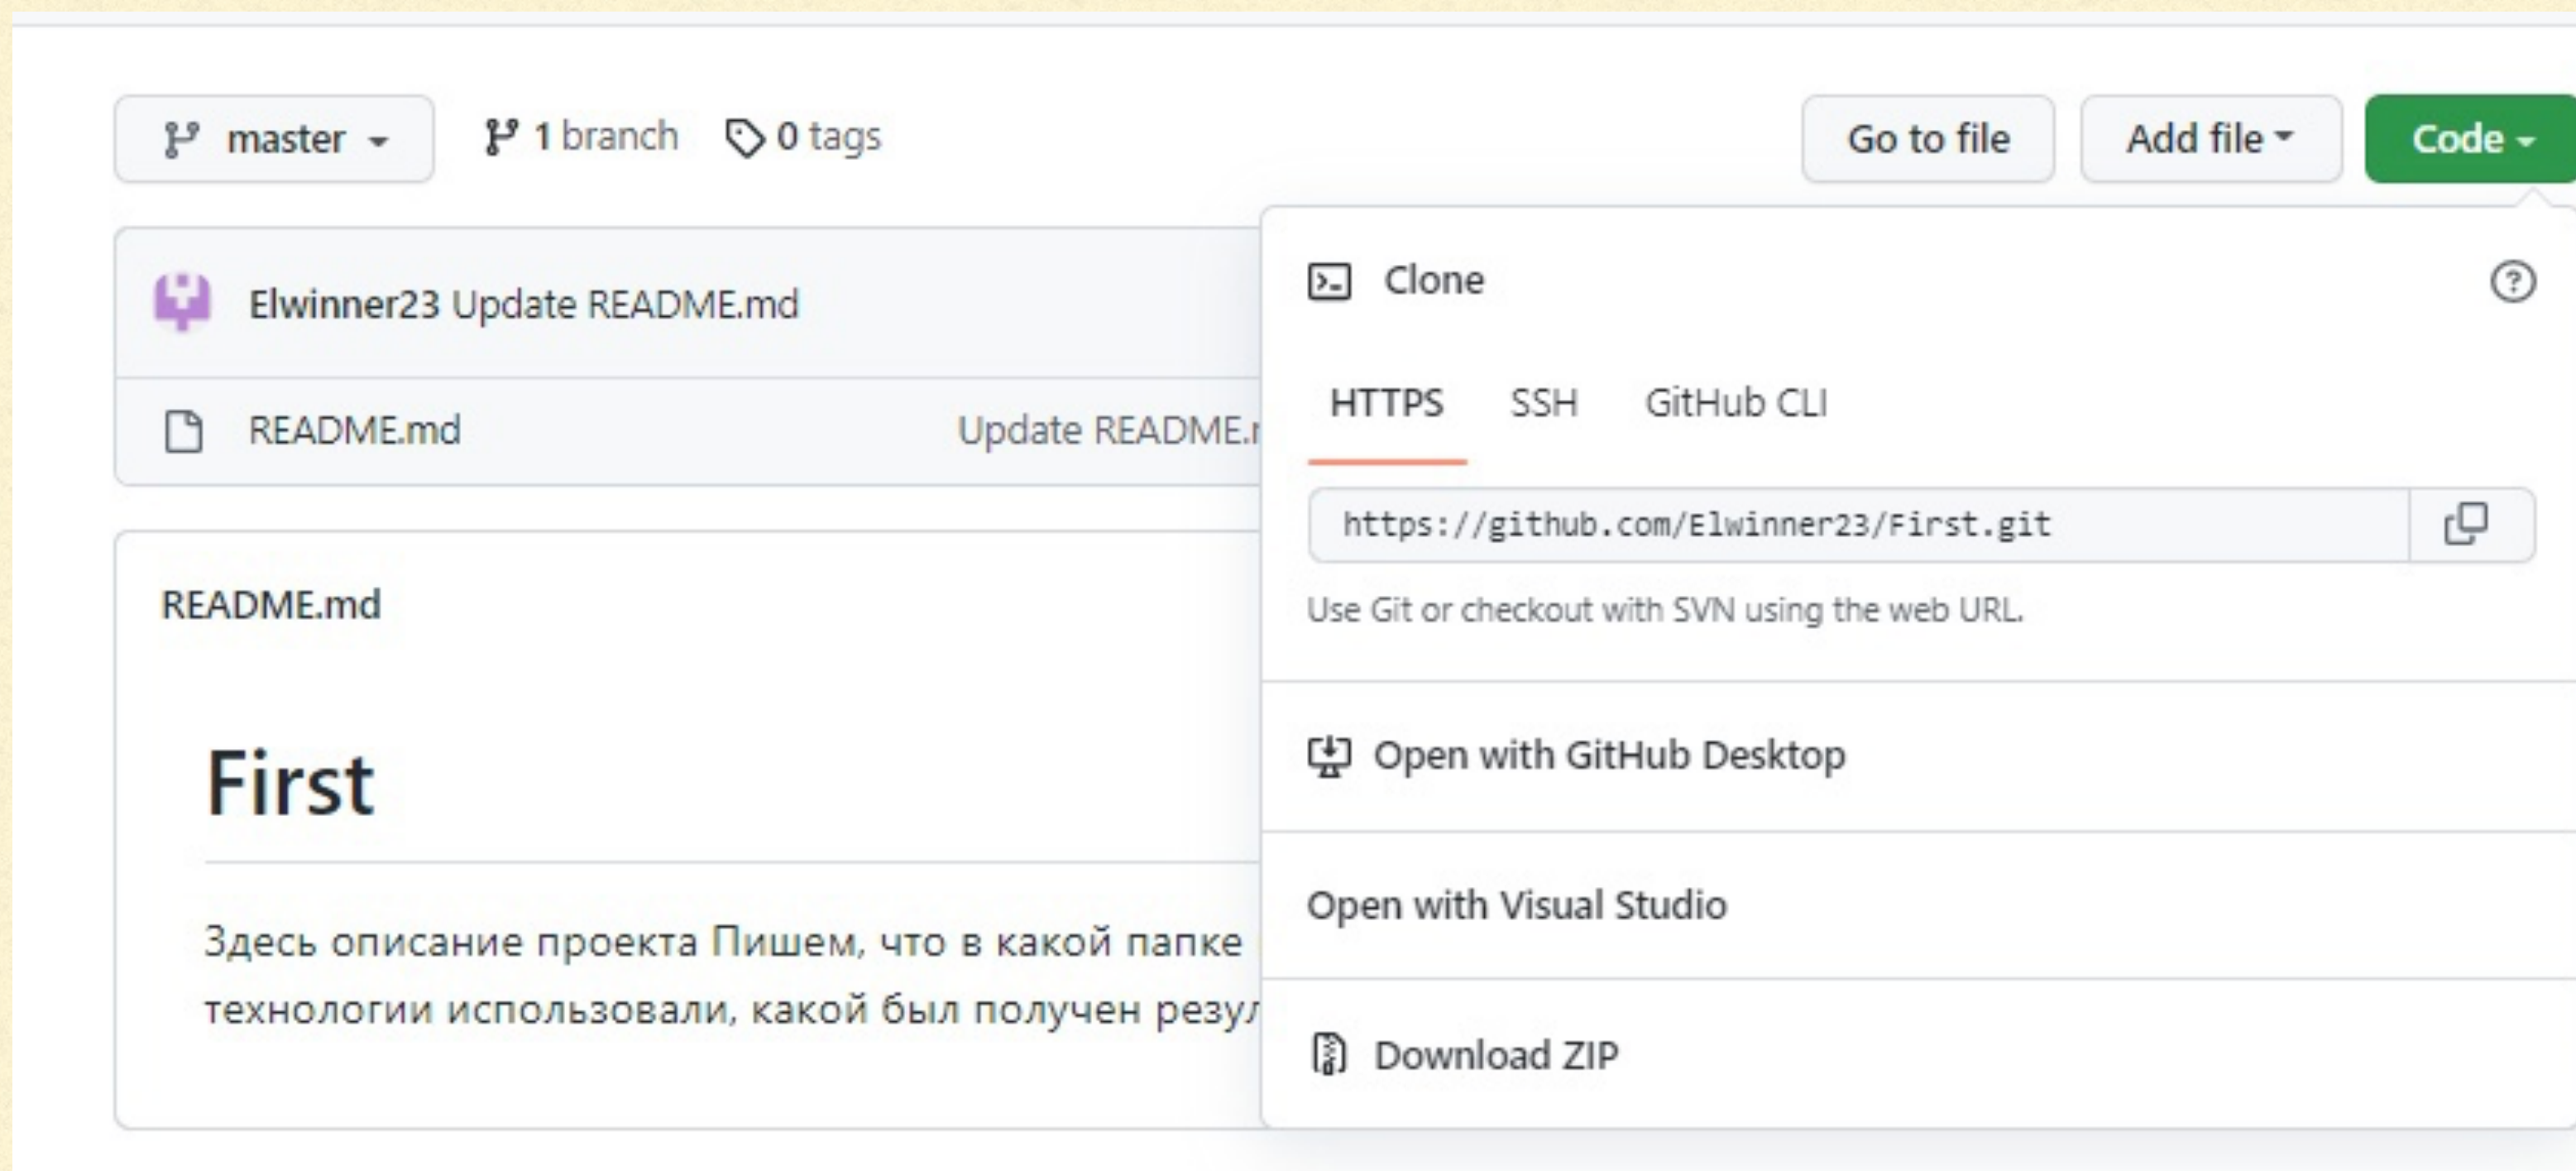 master 1 branch 0 tags Go to file Add file Code
Elwinner23 Update README.md
README.md Update
README.md
First
Здесь описание проекта Пишем, что в какой папке
технологии использовали, какой был получен
Clone
HTTPS SSH GitHub CLI
https://github.com/Elwinner23/First.git
Use Git or checkout with SVN using the web URL.
Open with GitHub Desktop
Open with Visual Studio
Download ZIP